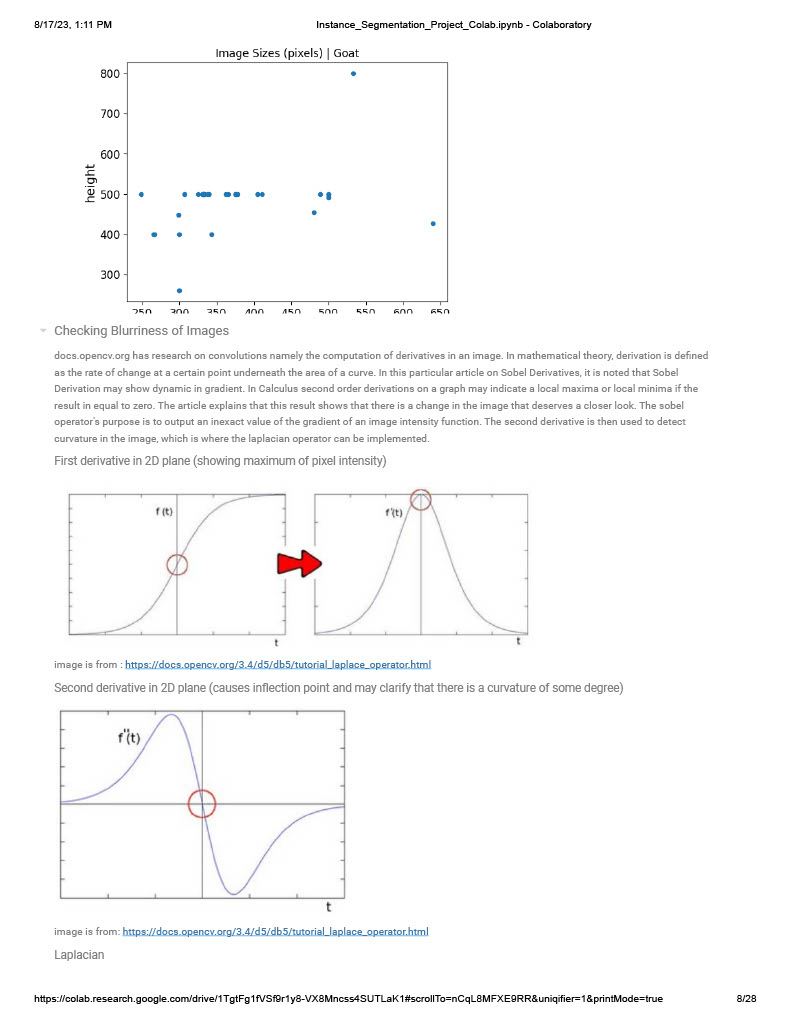 8/17/23, 1:11 PM Instance_Segmentation_Project_Colab.ipynb - Colaboratory
Image Sizes (pixels) | Goat
800
700
600
height
500
400
300
250 300 350 400 450 500 550 600 650
Checking Blurriness of Images
docs.opencv.org has research on convolutions namely the computation of derivatives in an image. In mathematical theory, derivation is defined
as the rate of change at a certain point underneath the area of a curve. In this particular article on Sobel Derivatives, it is noted that Sobel
Derivation may show dynamic in gradient. In Calculus second order derivations on a graph may indicate a local maxima or local minima if the
result in equal to zero. The article explains that this result shows that there is a change in the image that deserves a closer look. The sobel
operator's purpose is to output an inexact value of the gradient of an image intensity function. The second derivative is then used to detect
curvature in the image, which is where the laplacian operator can be implemented.
First derivative in 2D plane (showing maximum of pixel intensity)
f (t) f'(t)
t t
image is from : https://docs.opencv.org/3.4/d5/db5/tutorial_laplace_operator.html
Second derivative in 2D plane (causes inflection point and may clarify that there is a curvature of some degree)
f''(t)
t
image is from: https://docs.opencv.org/3.4/d5/db5/tutorial_laplace_operator.html
Laplacian
https://colab.research.google.com/drive/1TgtFg1fVSf9r1y8-VX8Mncss4SUTLaK1#scrollTo=nCqL8MFXE9RR&uniqifier=1&printMode=true 8/28